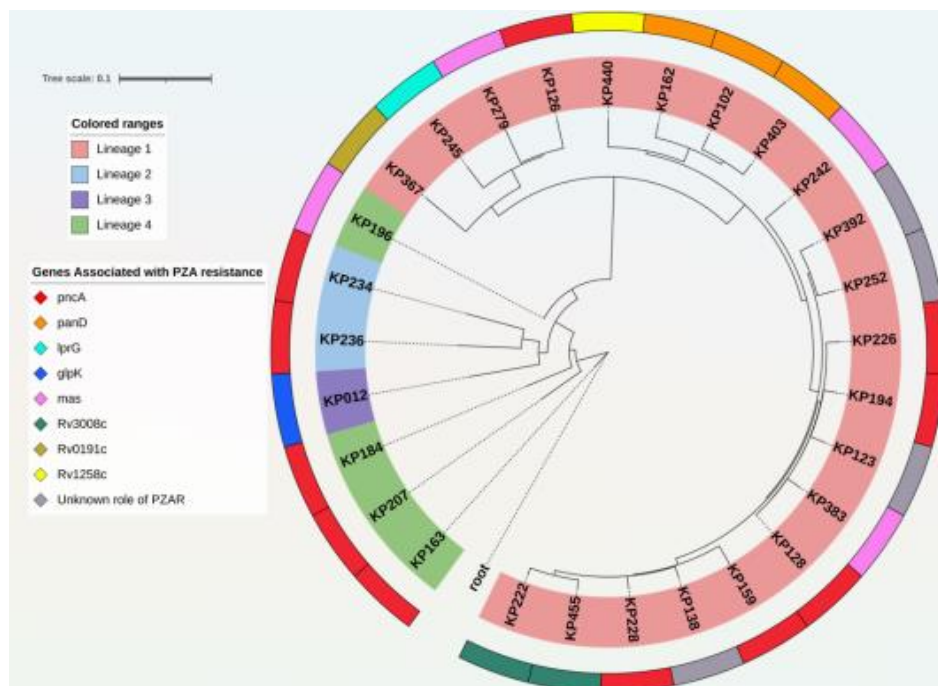 Tree scale: 0.1
Colored ranges
Lineage 1
Lineage 2
Lineage 3
Lineage 4
Genes Associated with PZA resistance
pncA
panD
lprG
glpK
mas
Rv3008c
Rv0191c
Rv1258c
Unknown role of PZAR
KP163
KP207
KP184
KP012
KP236
KP234
KP196
KP367
KP245
KP279
KP126
KP440
KP162
KP102
KP403
KP242
KP392
KP252
KP226
KP194
KP123
KP383
KP128
KP159
KP138
KP228
KP455
KP222
root